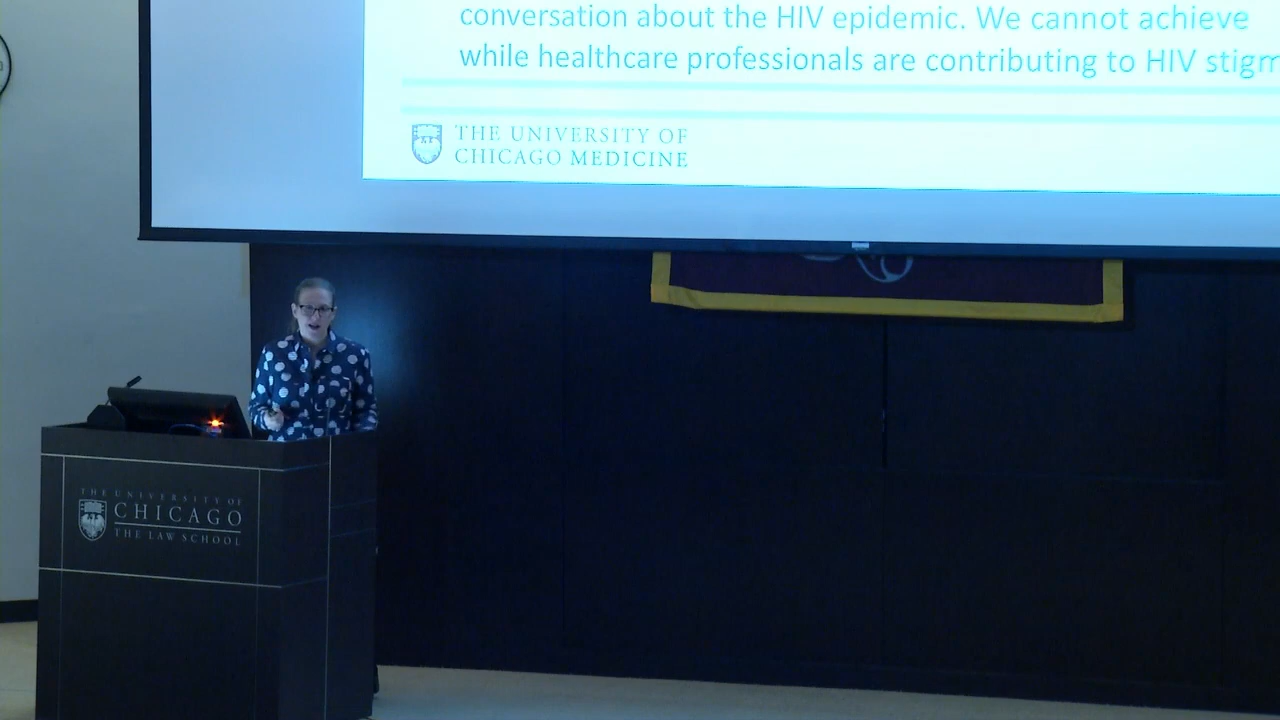 conversation about the HIV epidemic. We cannot achieve
while healthcare professionals are contributing to HIV stigm
THE UNIVERSITY OF
CHICAGO MEDICINE
THE UNIVERSITY OF
CHICAGO
THE LAW SCHOOL